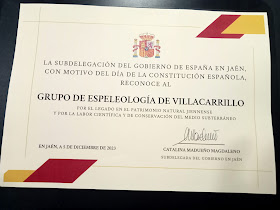 LA SUBDELEGACIÓN DEL GOBIERNO DE ESPAÑA EN JAÉN,
CON MOTIVO DEL DÍA DE LA CONSTITUCIÓN ESPAÑOLA,
RECONOCE AL
GRUPO DE ESPELEOLOGÍA DE VILLACARRILLO
POR EL LEGADO EN EL PATRIMONIO NATURAL JIENNENSE
Y POR LA LABOR CIENTÍFICA Y DE CONSERVACIÓN DEL MEDIO SUBTERRÁNEO
EN JAÉN, A 5 DICIEMBRE DE 2023
CATALINA MADUEÑO MAGDALENO
SUBDELEGADA DEL GOBIERNO EN JAÉN